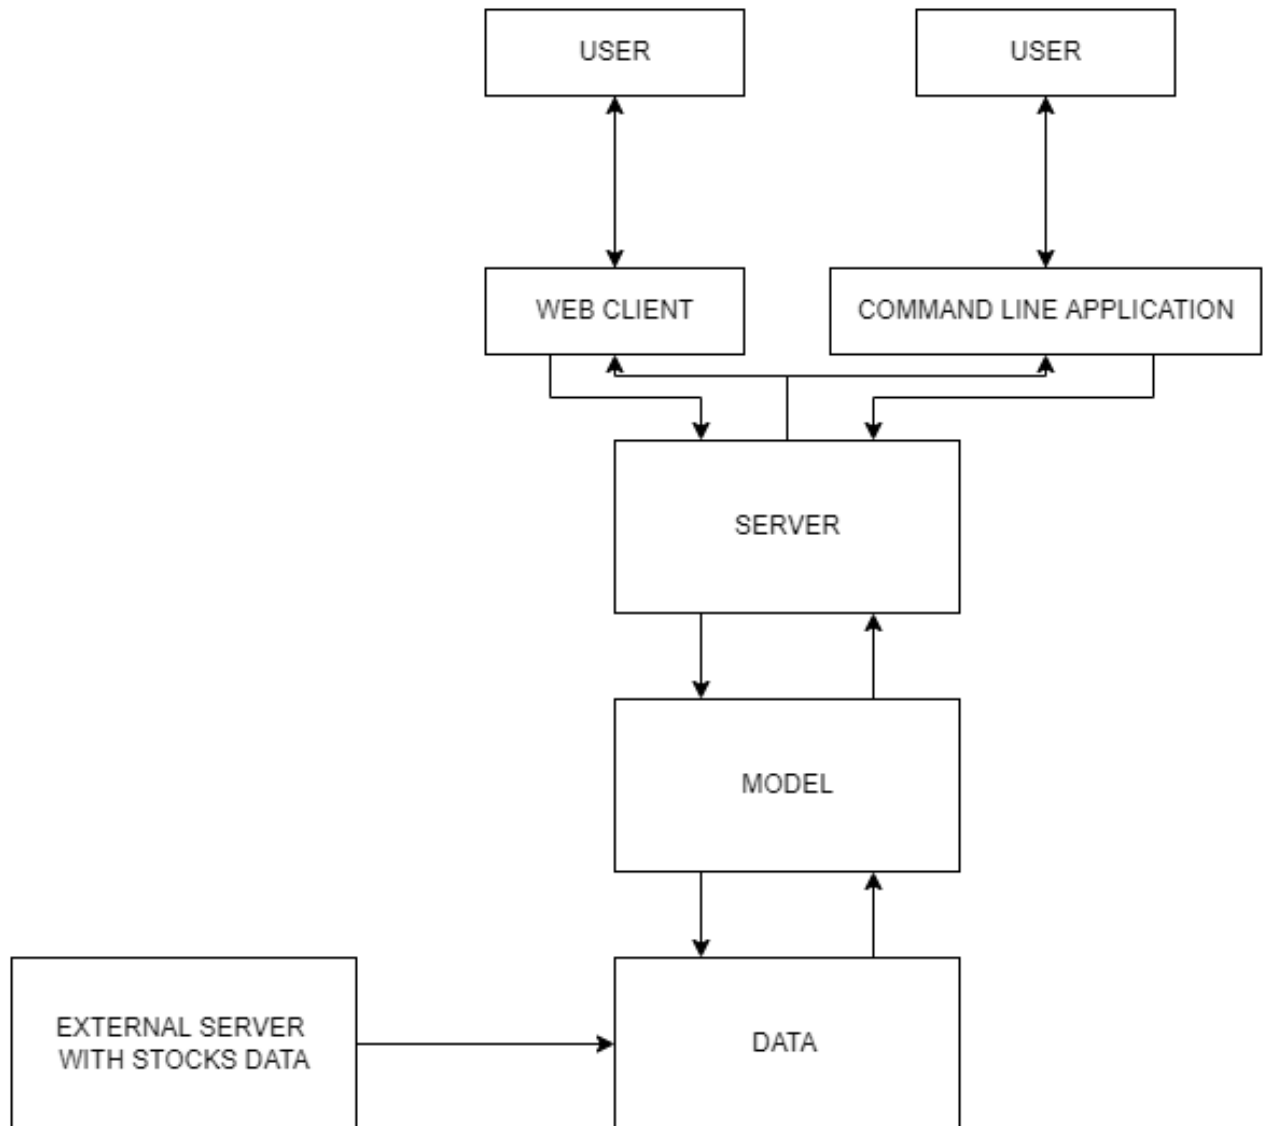 USER
USER
WEB CLIENT
COMMAND LINE APPLICATION
SERVER
MODEL
EXTERNAL SERVER
WITH STOCKS DATA
DATA